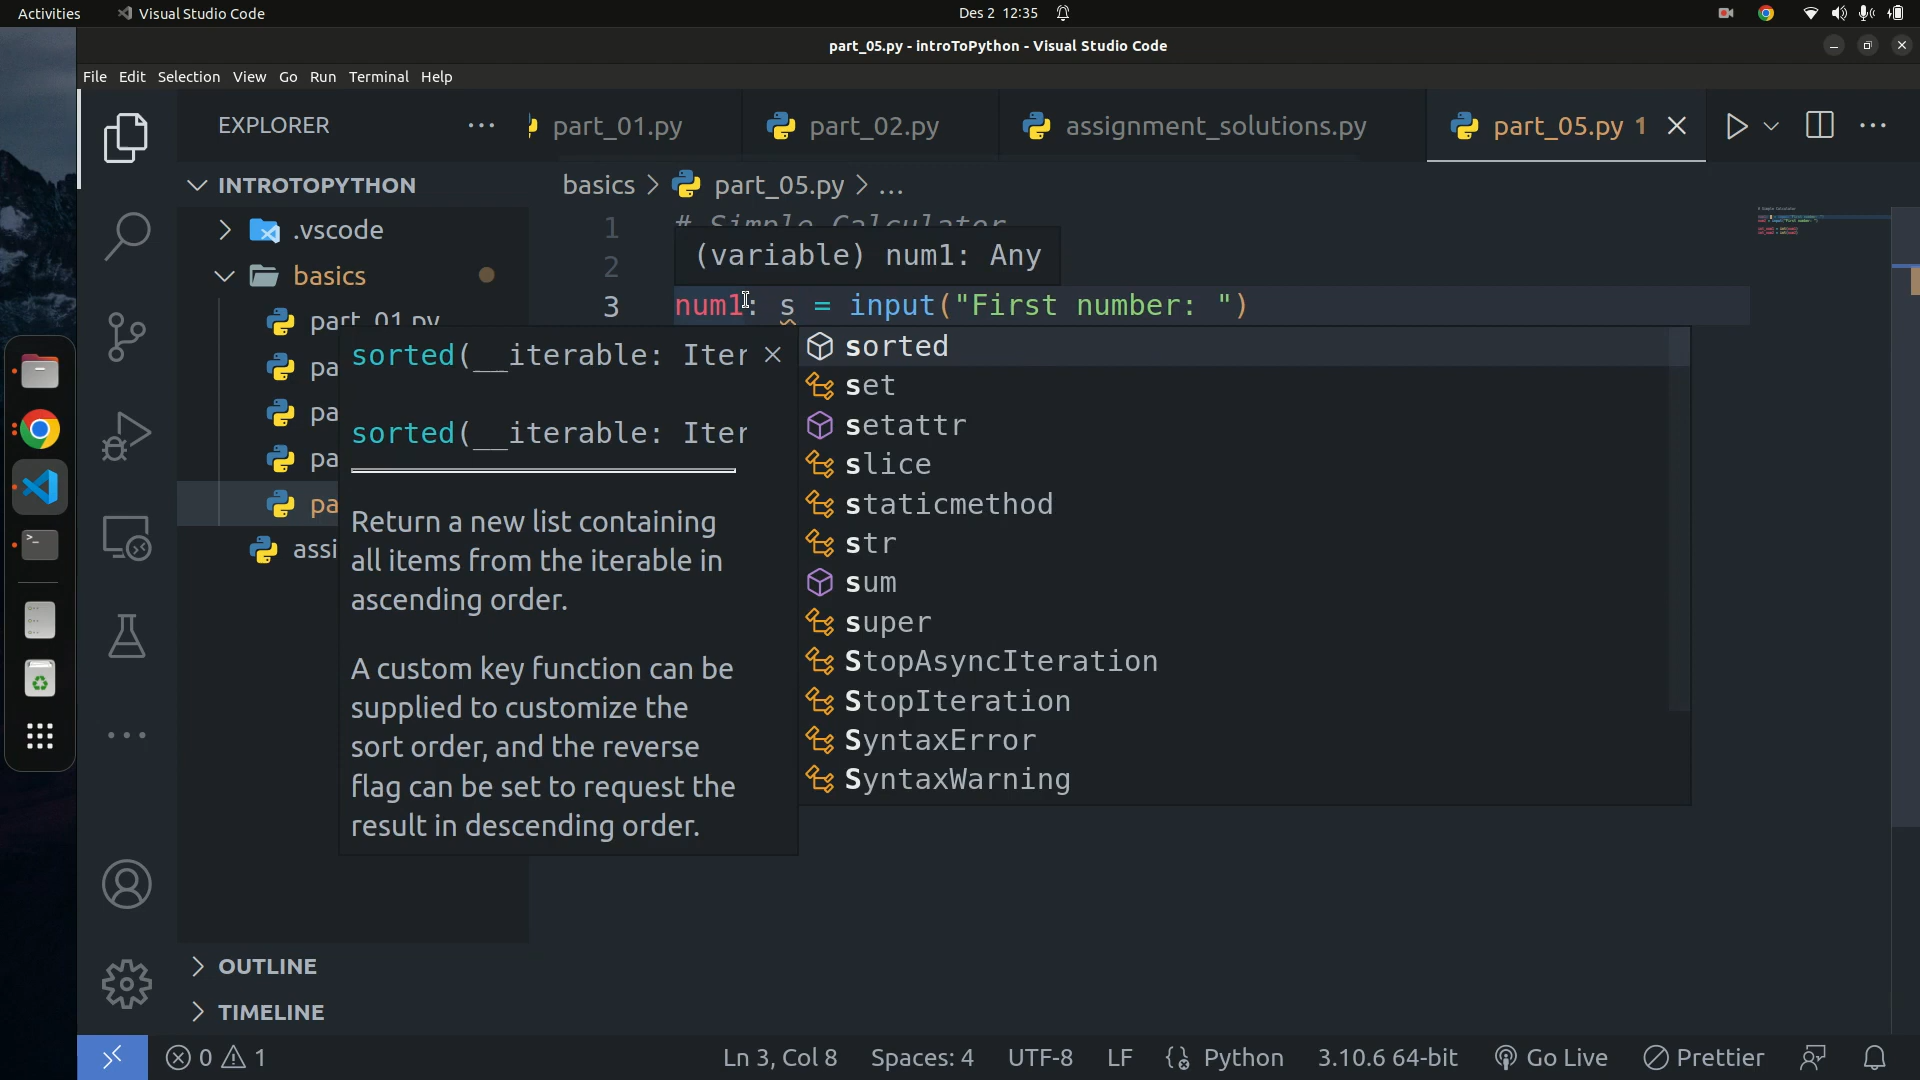 Activities
Visual Studio Code
Des 2 12:35
part_05.py - introToPython - Visual Studio Code
File Edit Selection View Go Run Terminal Help
EXPLORER
part_01.py
part_02.py
assignment_solutions.py
part_05.py 1
INTROTOPYTHON
basics > part_05.py > ...
.vscode
basics
part_01.py
pa
pa
pa
pa
assi
1 # Simple Calculator
2
(variable) num1: Any
3 num1: s = input("First number: ")
sorted(__iterable: Iter
sorted(__iterable: Iter
Return a new list containing
all items from the iterable in
ascending order.
A custom key function can be
supplied to customize the
sort order, and the reverse
flag can be set to request the
result in descending order.
sorted
set
setattr
slice
staticmethod
str
sum
super
StopAsyncIteration
StopIteration
SyntaxError
SyntaxWarning
OUTLINE
TIMELINE
0 1
Ln 3, Col 8
Spaces: 4
UTF-8
LF
Python
3.10.6 64-bit
Go Live
Prettier